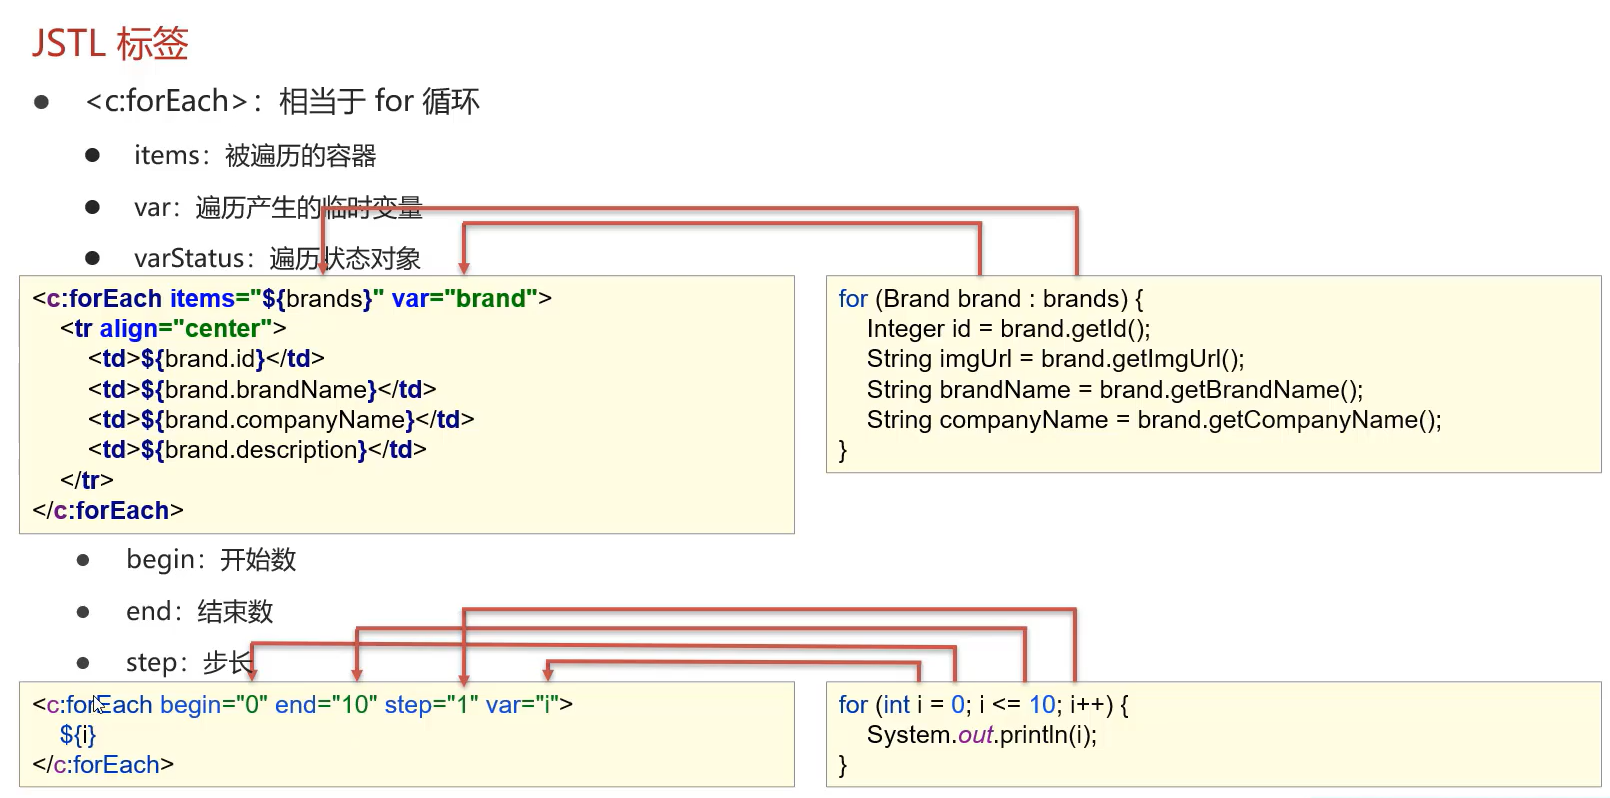 JSTL 标签
● <c:forEach>：相当于 for 循环
● items：被遍历的容器
● var：遍历产生的临时变量
● varStatus：遍历状态对象
<c:forEach items="${brands}" var="brand">
<tr align="center">
<td>${brand.id}</td>
<td>${brand.brandName}</td>
<td>${brand.companyName}</td>
<td>${brand.description}</td>
</tr>
</c:forEach>
for (Brand brand : brands) {
Integer id = brand.getId();
String imgUrl = brand.getImgUrl();
String brandName = brand.getBrandName();
String companyName = brand.getCompanyName();
}
● begin：开始数
● end：结束数
● step：步长
<c:forEach begin="0" end="10" step="1" var="i">
${i}
</c:forEach>
for (int i = 0; i <= 10; i++) {
System.out.println(i);
}